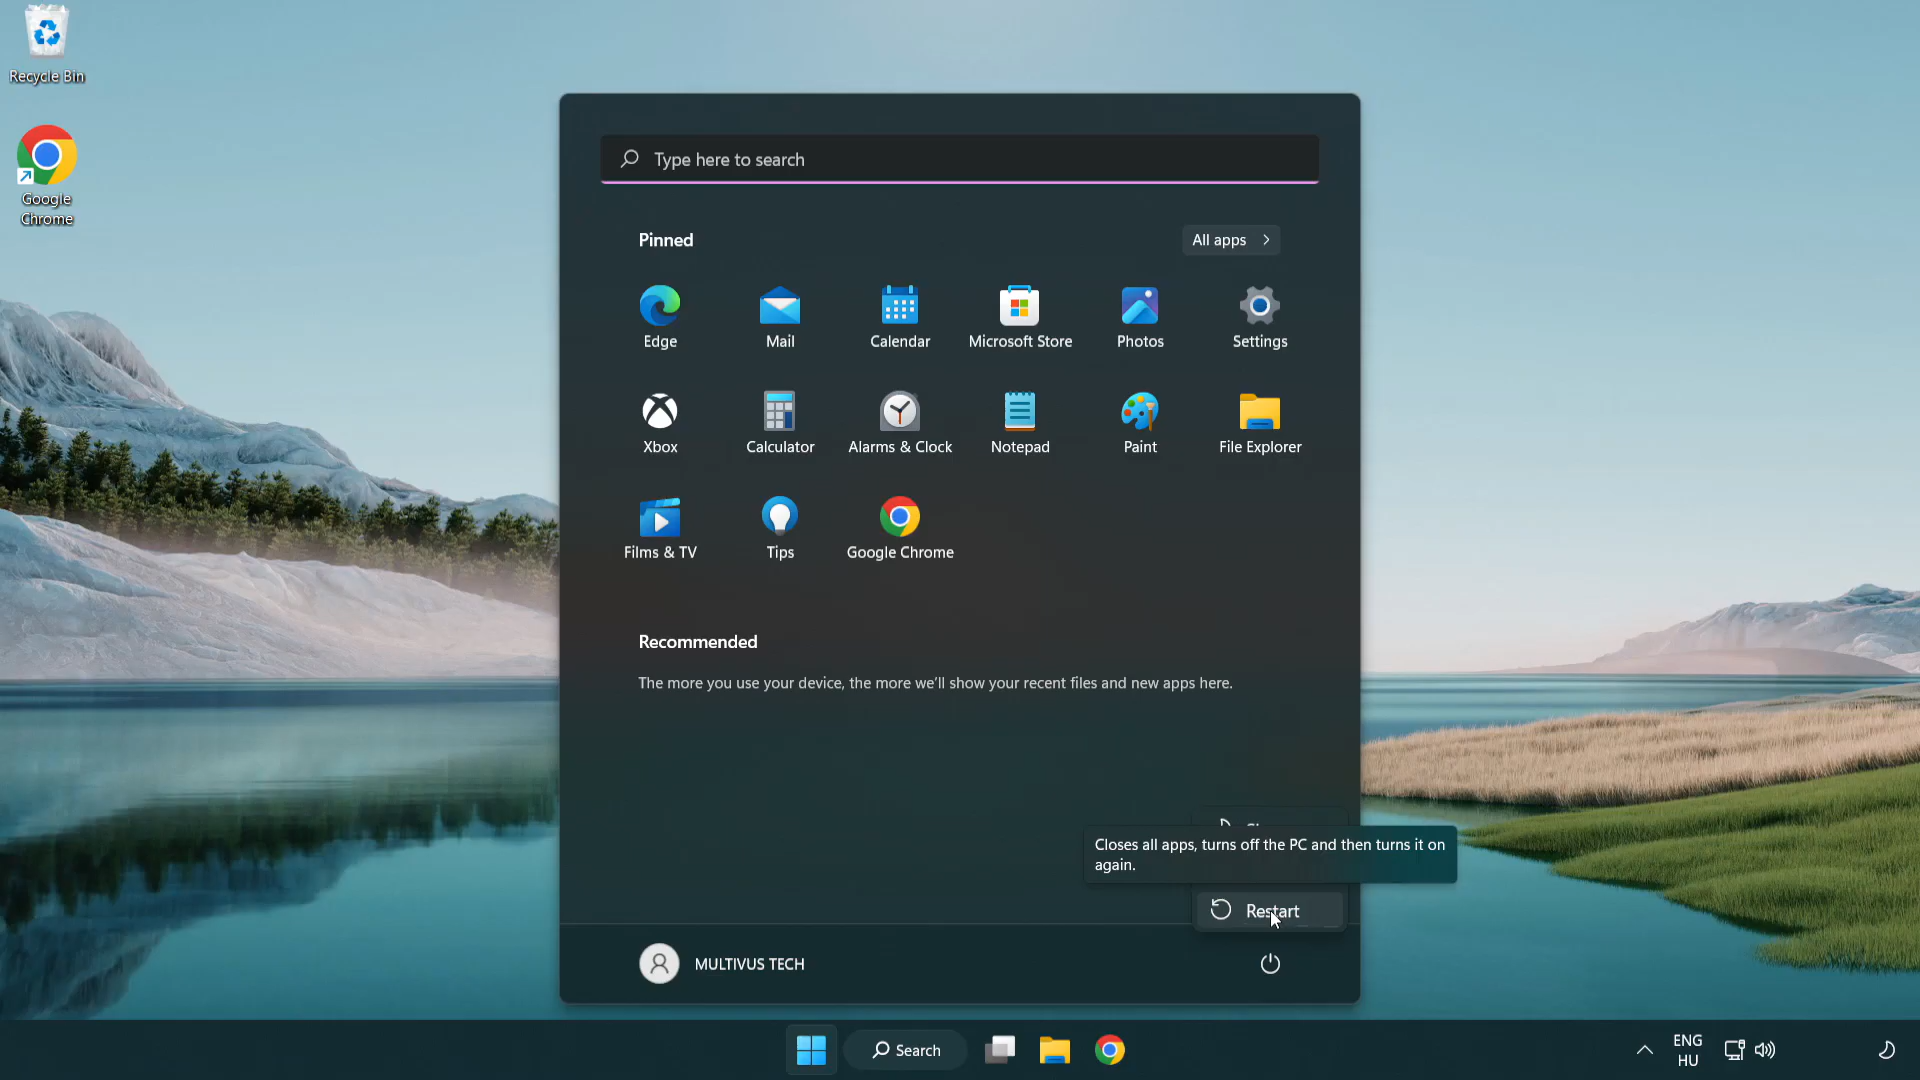 Recycle Bin
Google
Chrome
Type here to search
Pinned
All apps
Edge
Mail
Calendar
Microsoft Store
Photos
Settings
Xbox
Calculator
Alarms & Clock
Notepad
Paint
File Explorer
Films & TV
Tips
Google Chrome
Recommended
The more you use your device, the more we'll show your recent files and new apps here.
Closes all apps, turns off the PC and then turns it on
again.
Restart
MULTIVUS TECH
Search
ENG
HU